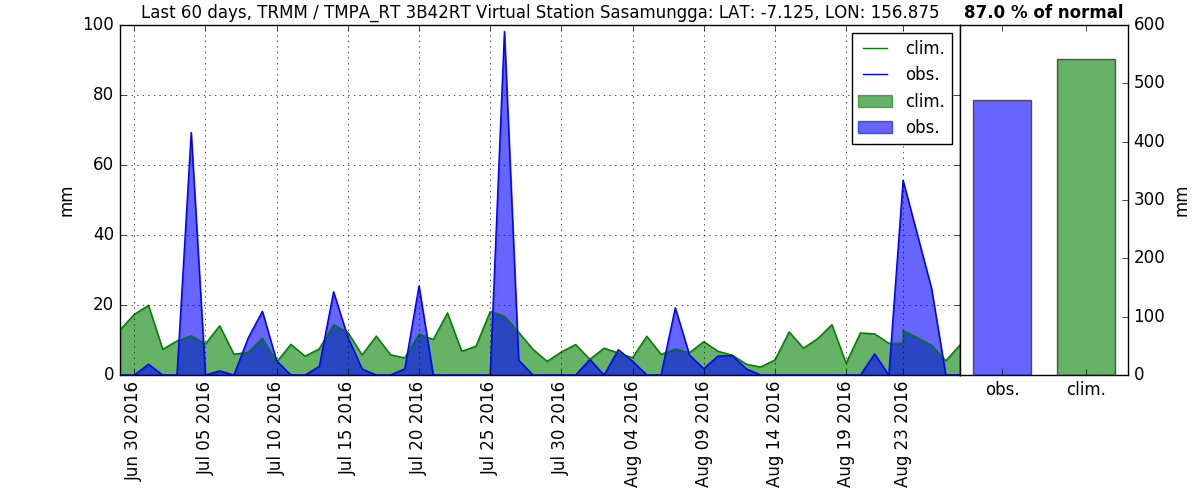 Last 60 days, TRMM / TMPA_RT 3B42RT Virtual Station Sasamungga: LAT: -7.125, LON: 156.875
87.0 % of normal
100
80
60
40
20
0
mm
clim.
obs.
clim.
obs.
Jun 30 2016
Jul 05 2016
Jul 10 2016
Jul 15 2016
Jul 20 2016
Jul 25 2016
Jul 30 2016
Aug 04 2016
Aug 09 2016
Aug 14 2016
Aug 19 2016
Aug 23 2016
600
500
400
300
200
100
0
mm
obs.
clim.